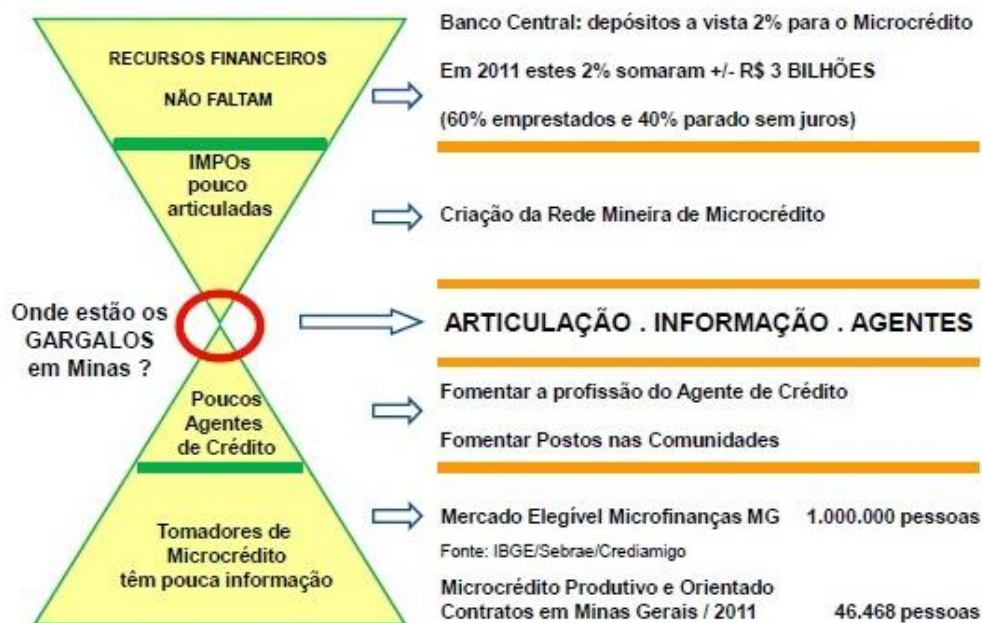 RECURSOS FINANCEIROS
NÃO FALTAM
Banco Central: depósitos a vista 2% para o Microcrédito
Em 2011 estes 2% somaram +/- R$ 3 BILHÕES
(60% emprestados e 40% parado sem juros)
IMPOs
pouco
articuladas
Criação da Rede Mineira de Microcrédito
Onde estão os
GARGALOS
em Minas ?
ARTICULAÇÃO . INFORMAÇÃO . AGENTES
Poucos
Agentes
de Crédito
Fomentar a profissão do Agente de Crédito
Fomentar Postos nas Comunidades
Tomadores de
Microcrédito
têm pouca informação
Mercado Elegível Microfinanças MG 1.000.000 pessoas
Fonte: IBGE/Sebrae/Crediamigo
Microcrédito Produtivo e Orientado
Contratos em Minas Gerais / 2011 46.468 pessoas